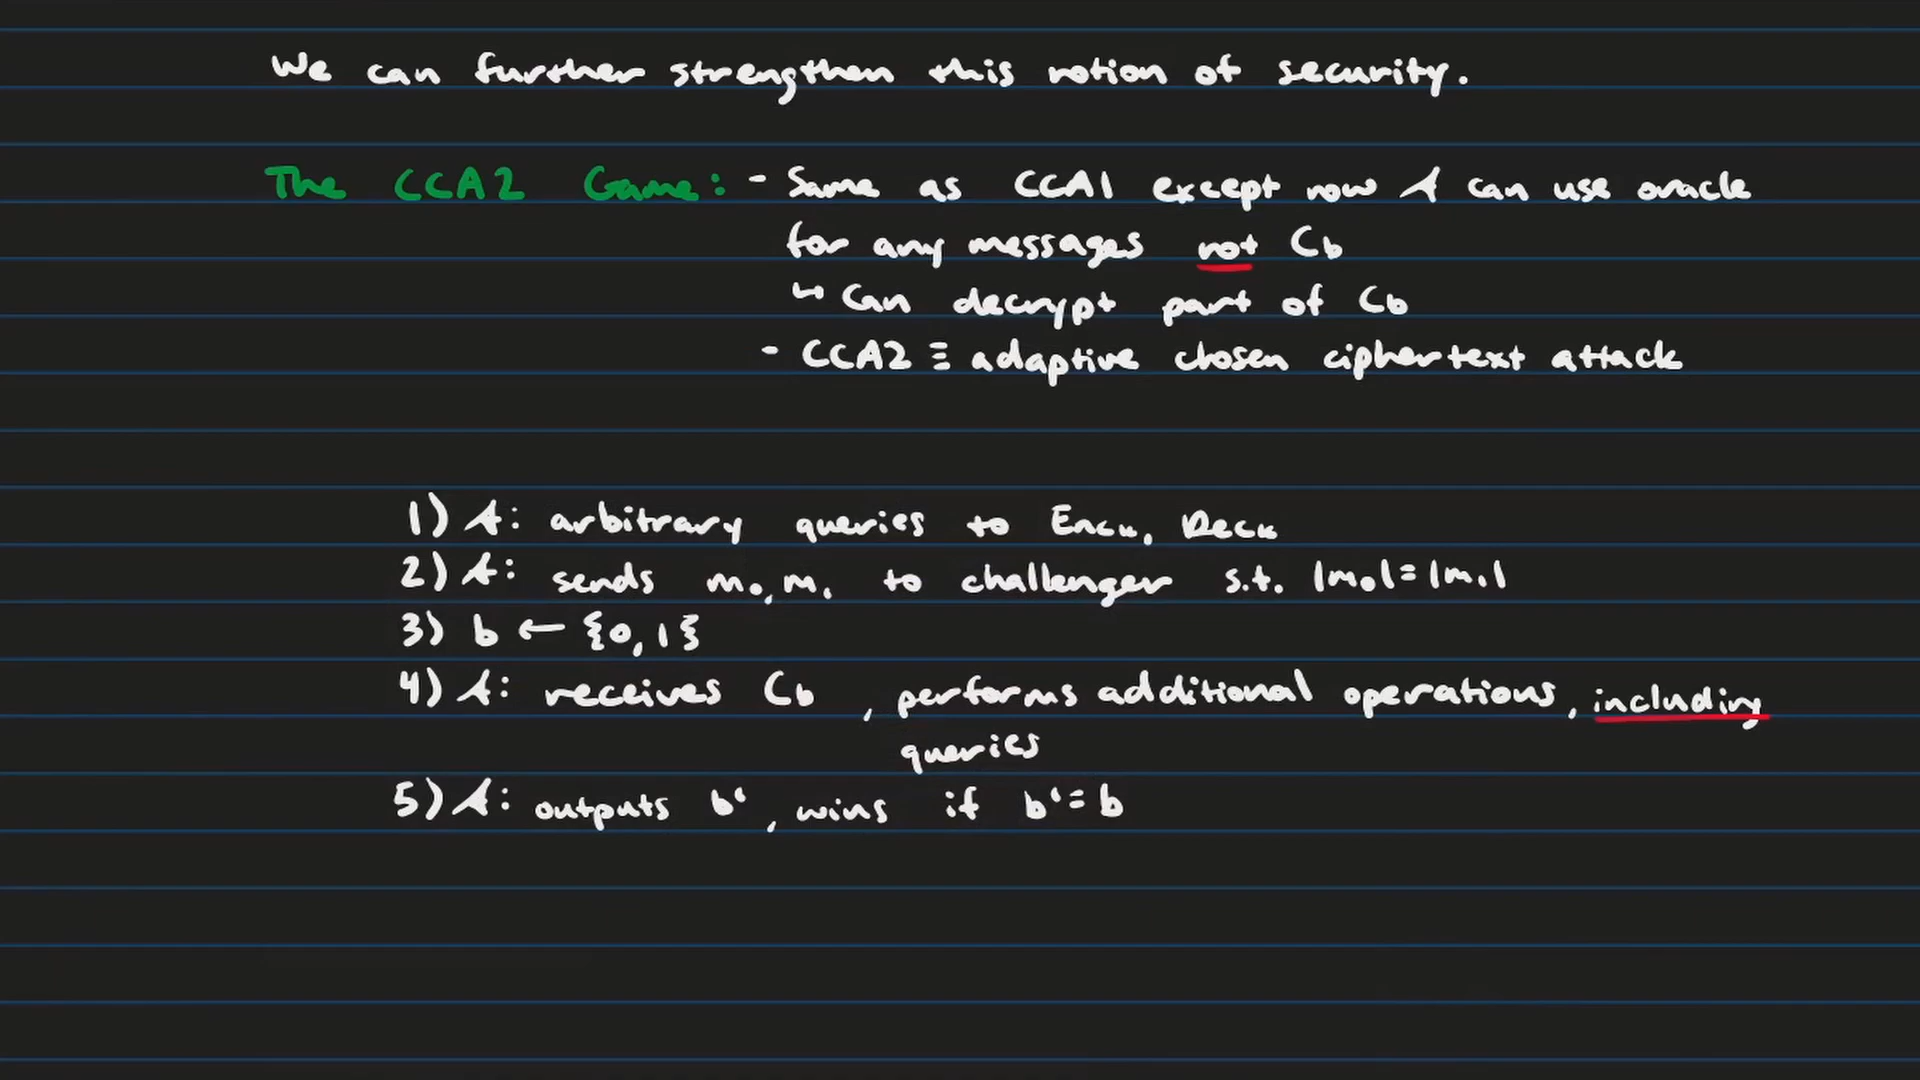 We can further strengthen this notion of security.
The CCA2 Game: - Same as CCA1 except now A can use oracle
for any messages not Cb
↳ Can decrypt part of Cb
- CCA2 ≡ adaptive chosen ciphertext attack
1) A: arbitrary queries to Enck, Deck
2) A: sends m0, m1 to challenger s.t. |m0| = |m1|
3) b ← {0,1}
4) A: receives Cb, performs additional operations, including
queries
5) A: outputs b', wins if b' = b